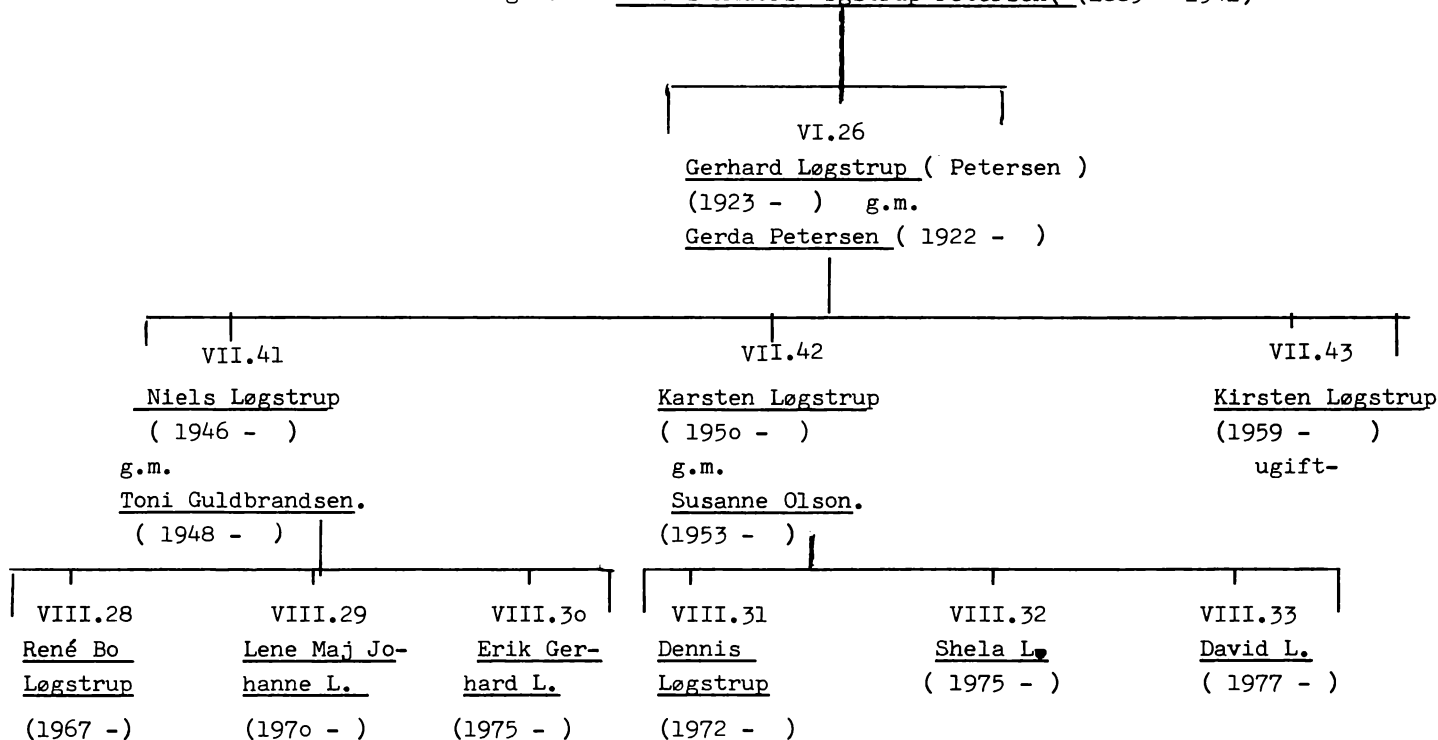 VI.26
Gerhard Løgstrup ( Petersen )
(1923 - ) g.m.
Gerda Petersen ( 1922 - )
VII.41
Niels Løgstrup
( 1946 - )
g.m.
Toni Guldbrandsen.
( 1948 - )
VII.42
Karsten Løgstrup
( 195o - )
g.m.
Susanne Olson.
(1953 - )
VII.43
Kirsten Løgstrup
(1959 - )
ugift-
VIII.28
René Bo
Løgstrup
(1967 -)
VIII.29
Lene Maj Jo-
hanne L.
(197o - )
VIII.3o
Erik Ger-
hard L.
(1975 - )
VIII.31
Dennis
Løgstrup
(1972 - )
VIII.32
Shela L.
( 1975 - )
VIII.33
David L.
( 1977 - )